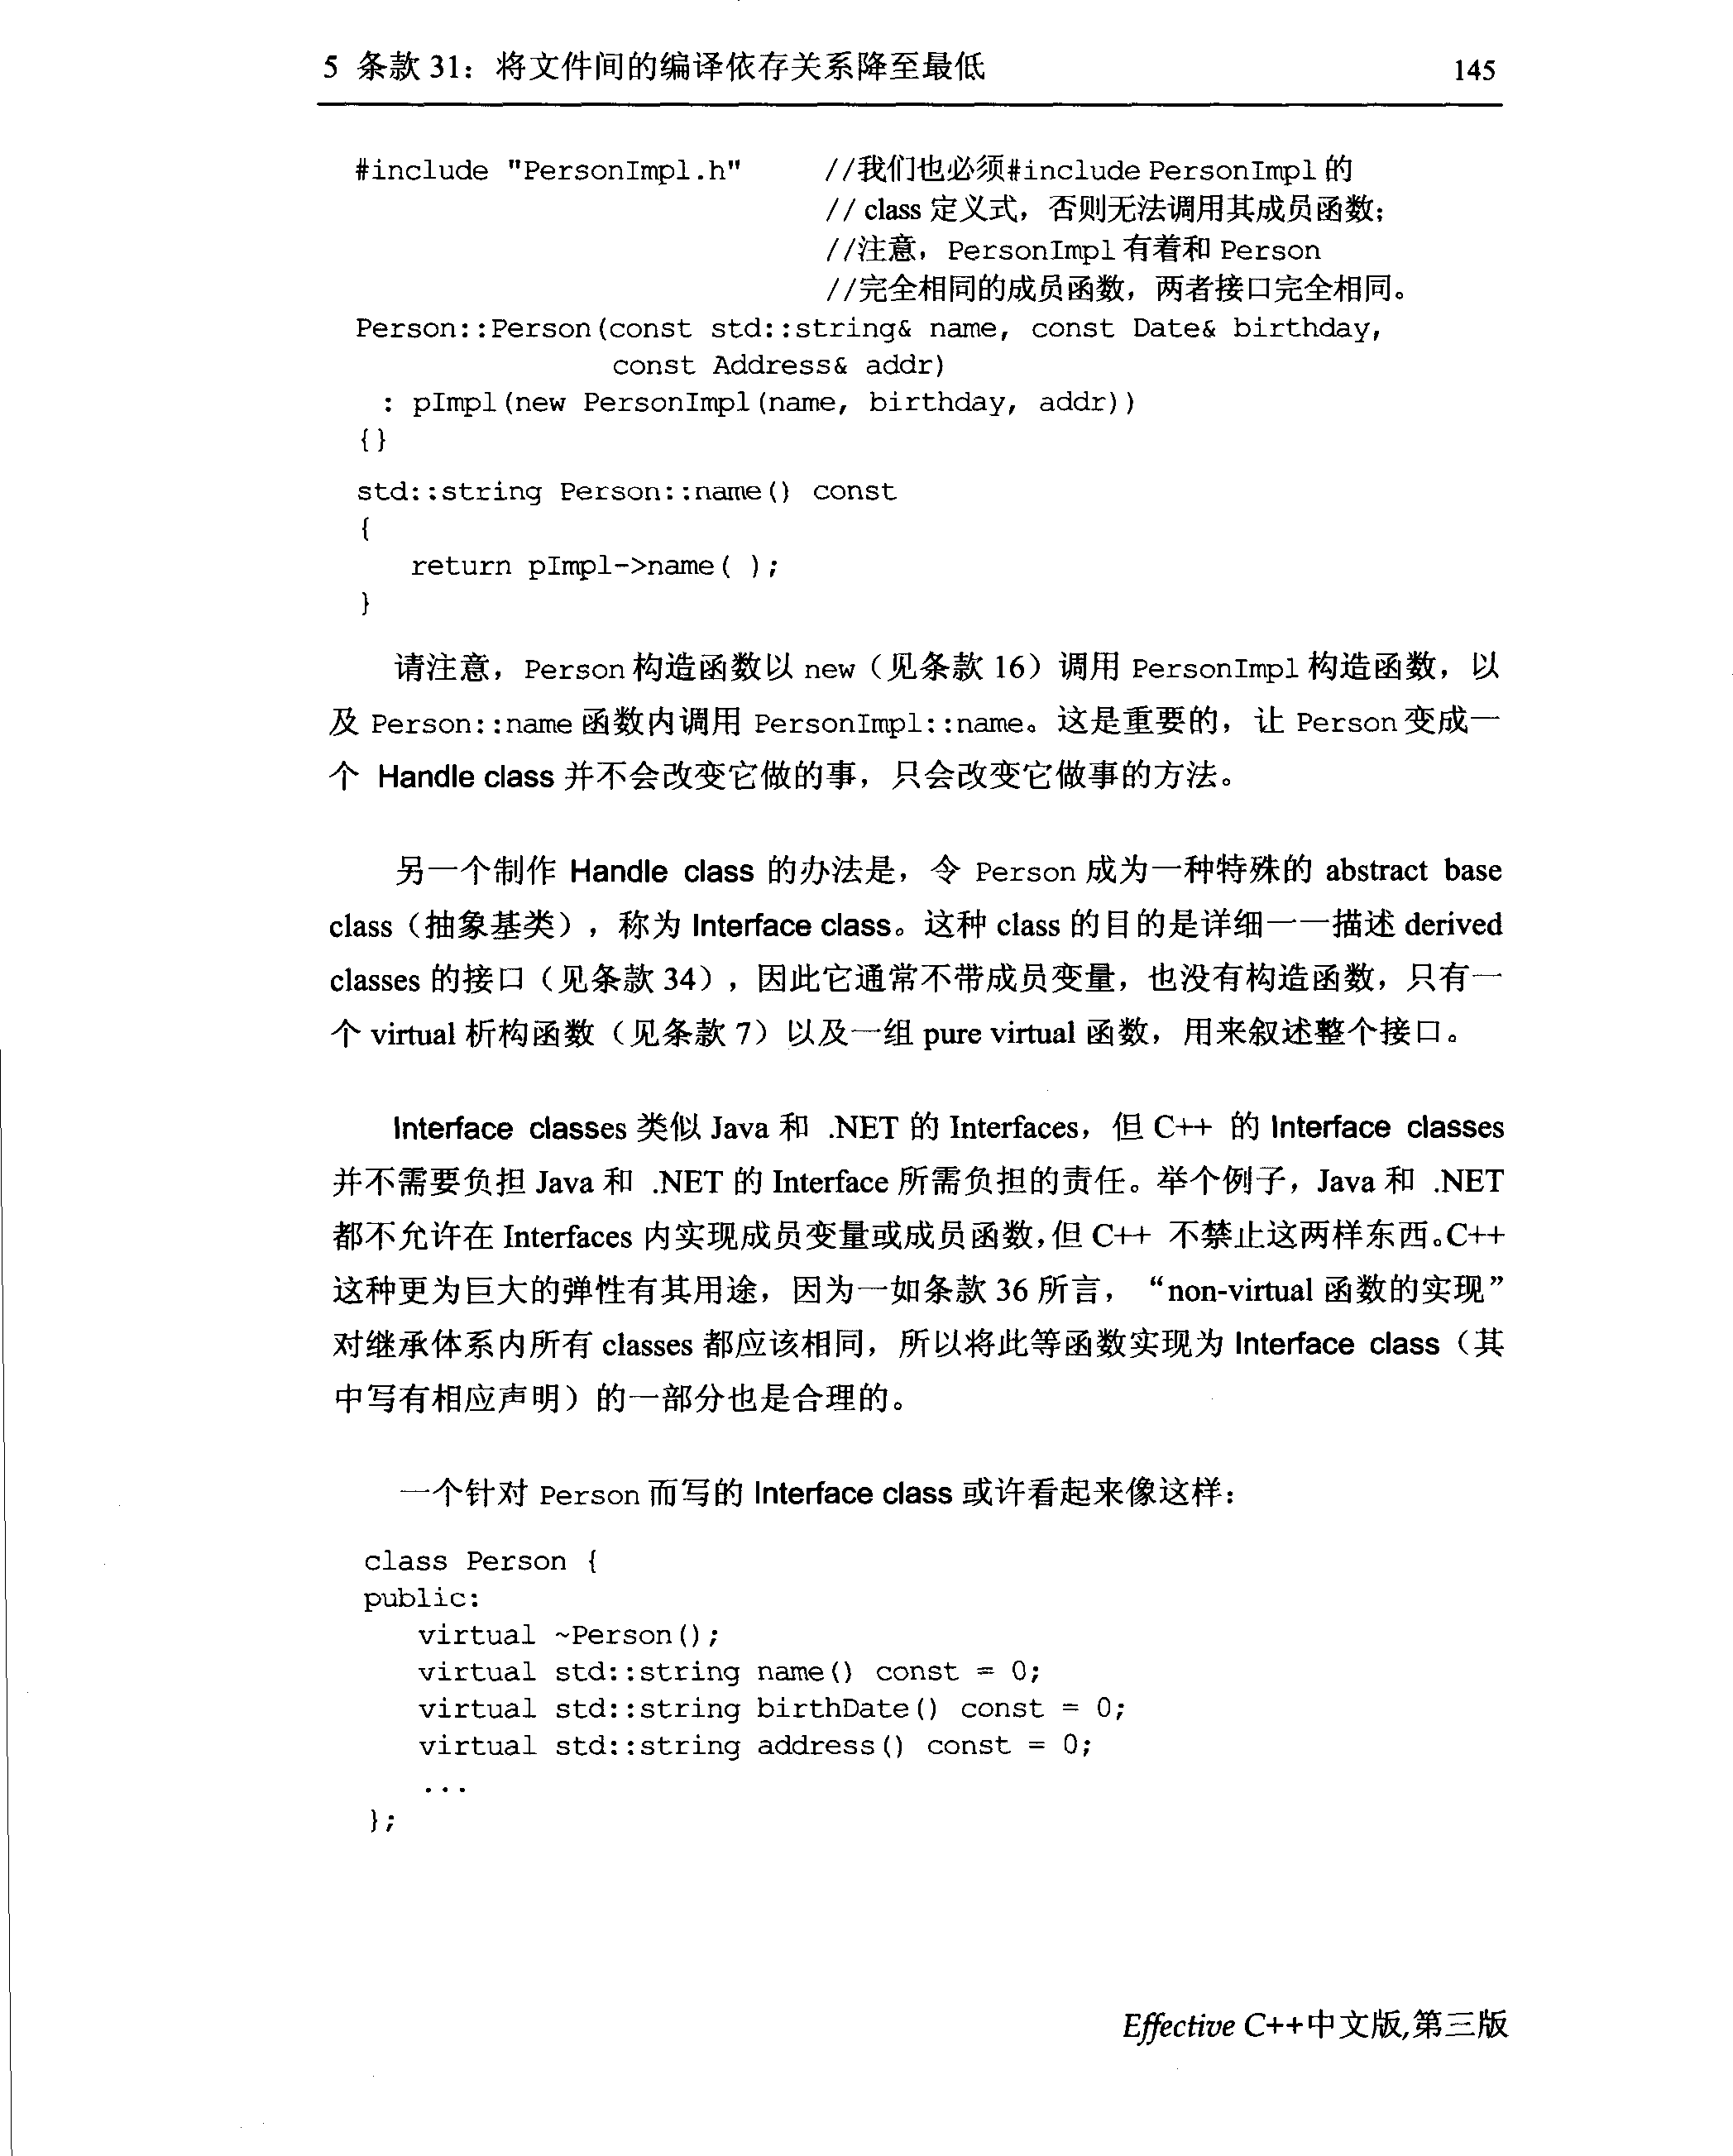 5 条款 31：将文件间的编译依存关系降至最低 145
#include "PersonImpl.h" //我们也必须#include PersonImpl 的
// class 定义式，否则无法调用其成员函数；
//注意，PersonImpl 有着和 Person
//完全相同的成员函数，两者接口完全相同。
Person::Person(const std::string& name, const Date& birthday,
const Address& addr)
: pImpl(new PersonImpl(name, birthday, addr))
{}
std::string Person::name() const
{
return pImpl->name( );
}
请注意，Person 构造函数以 new（见条款 16）调用 PersonImpl 构造函数，以
及 Person::name 函数内调用 PersonImpl::name。这是重要的，让 Person 变成一
个 Handle class 并不会改变它做的事，只会改变它做事的方法。
另一个制作 Handle class 的办法是，令 Person 成为一种特殊的 abstract base
class（抽象基类），称为 Interface class。这种 class 的目的是详细一一描述 derived
classes 的接口（见条款 34），因此它通常不带成员变量，也没有构造函数，只有一
个 virtual 析构函数（见条款 7）以及一组 pure virtual 函数，用来叙述整个接口。
Interface classes 类似 Java 和 .NET 的 Interfaces，但 C++ 的 Interface classes
并不需要负担 Java 和 .NET 的 Interface 所需负担的责任。举个例子，Java 和 .NET
都不允许在 Interfaces 内实现成员变量或成员函数，但 C++ 不禁止这两样东西。C++
这种更为巨大的弹性有其用途，因为一如条款 36 所言，“non-virtual 函数的实现”
对继承体系内所有 classes 都应该相同，所以将此等函数实现为 Interface class（其
中写有相应声明）的一部分也是合理的。
一个针对 Person 而写的 Interface class 或许看起来像这样：
class Person {
public:
virtual ~Person();
virtual std::string name() const = 0;
virtual std::string birthDate() const = 0;
virtual std::string address() const = 0;
...
};
Effective C++中文版,第三版